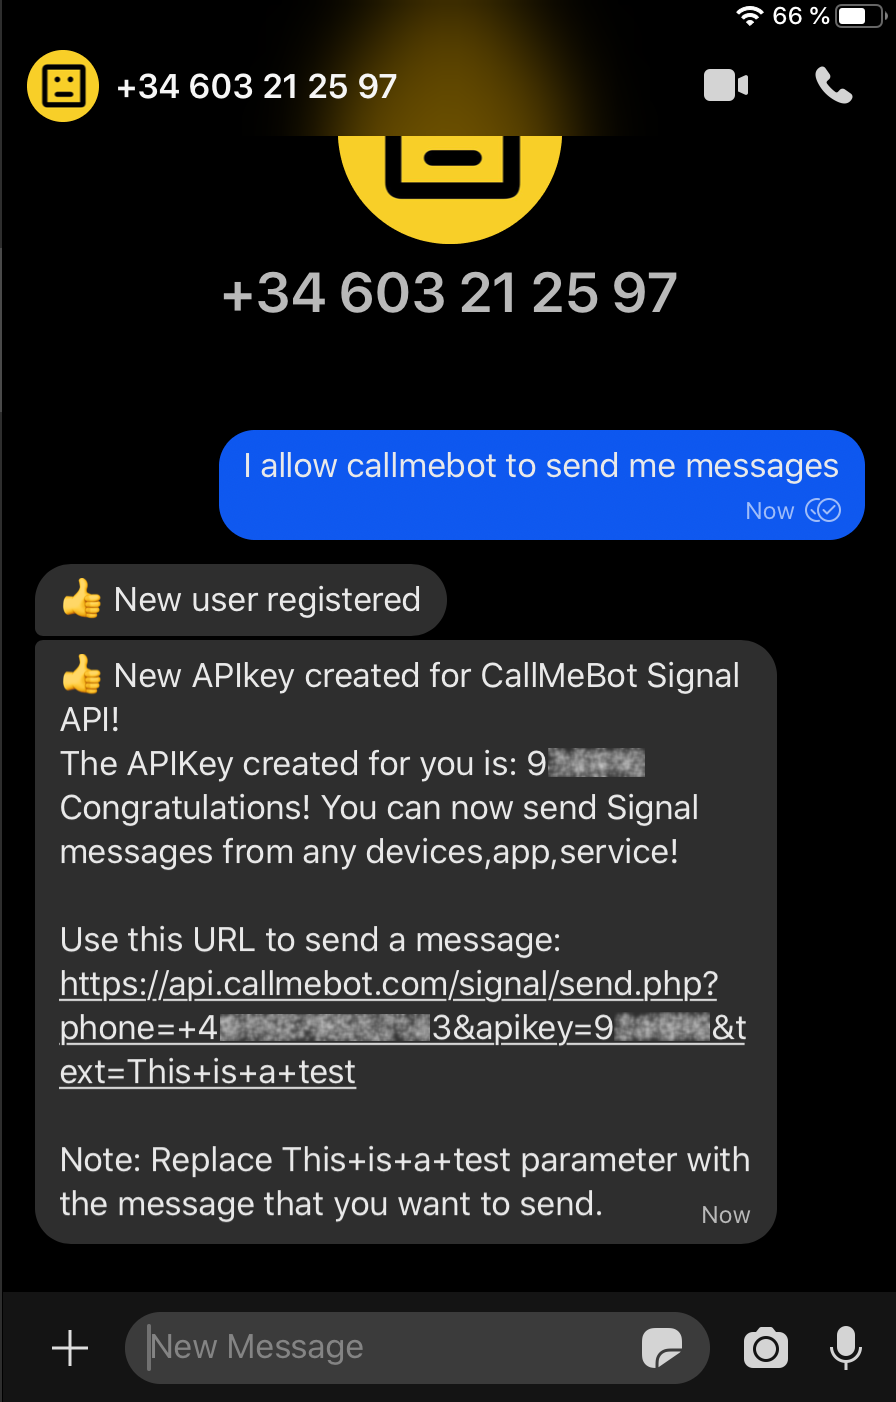 66 %
+34 603 21 25 97
+34 603 21 25 97
I allow callmebot to send me messages
Now
👍 New user registered
👍 New APIkey created for CallMeBot Signal
API!
The APIKey created for you is: 9
Congratulations! You can now send Signal
messages from any devices,app,service!
Use this URL to send a message:
https://api.callmebot.com/signal/send.php?
phone=+4 3&apikey=9 &t
ext=This+is+a+test
Note: Replace This+is+a+test parameter with
the message that you want to send.
Now
New Message